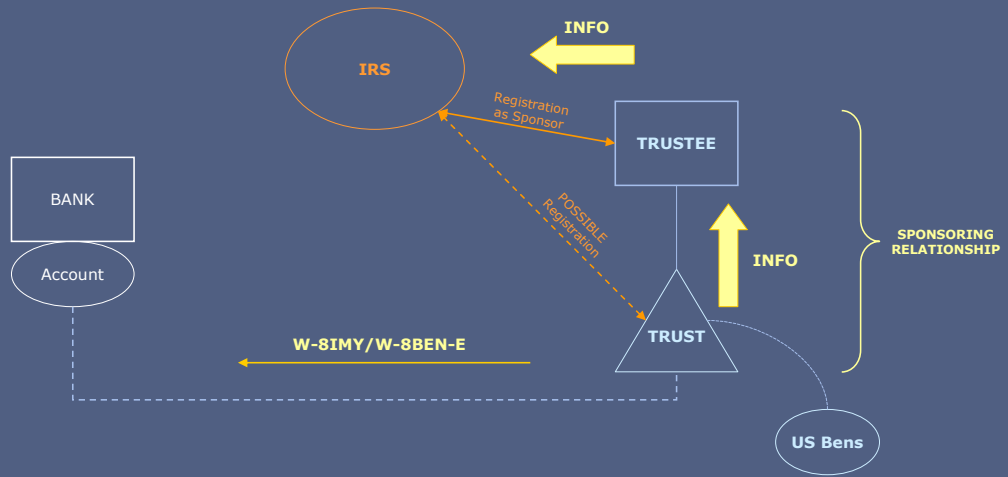 INFO
IRS
Registration
as Sponsor
TRUSTEE
BANK
POSSIBLE
Registration
SPONSORING
RELATIONSHIP
INFO
Account
W-8IMY/W-8BEN-E
TRUST
US Bens